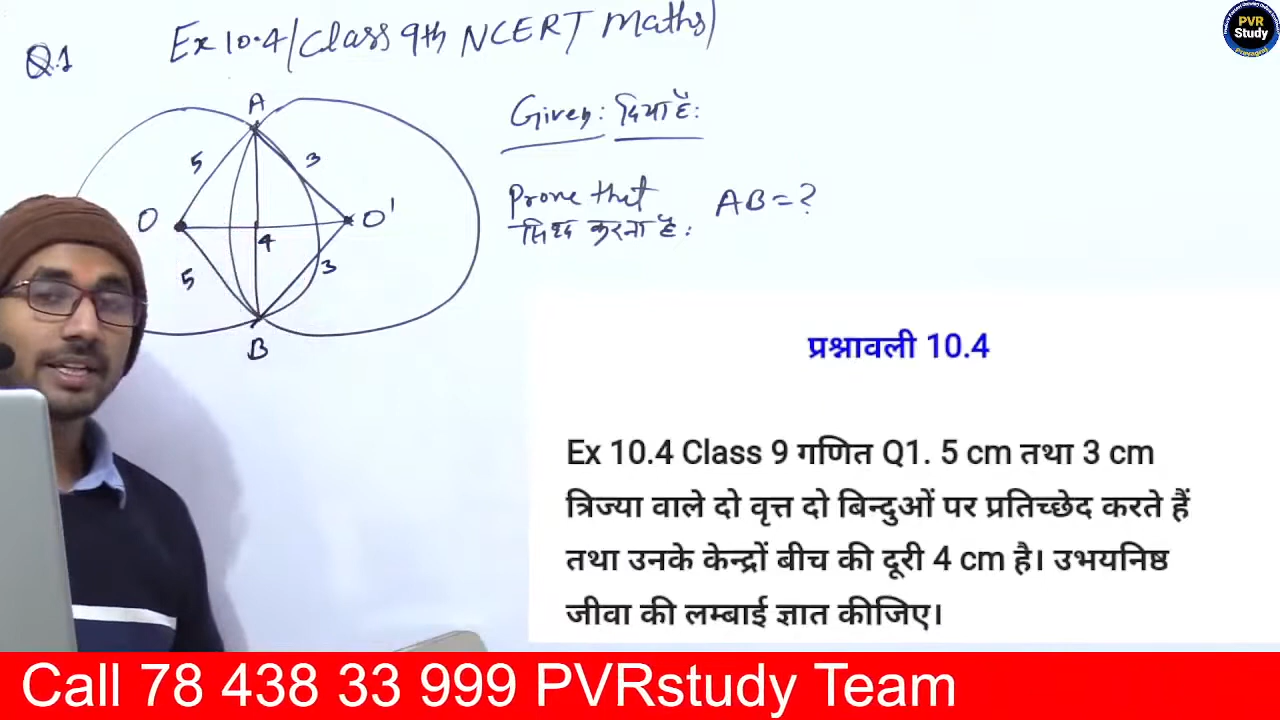 Q.1
Ex 10.4 (Class 9th NCERT Maths)
PVR
Study
Prayagraj
A
5
3
O
O'
4
5
3
B
Given: दिया है:
Prove that
सिध्द करना है:
AB=?
प्रश्नावली 10.4
Ex 10.4 Class 9 गणित Q1. 5 cm तथा 3 cm
त्रिज्या वाले दो वृत्त दो बिन्दुओं पर प्रतिच्छेद करते हैं
तथा उनके केन्द्रों बीच की दूरी 4 cm है। उभयनिष्ठ
जीवा की लम्बाई ज्ञात कीजिए।
Call 78 438 33 999 PVRstudy Team